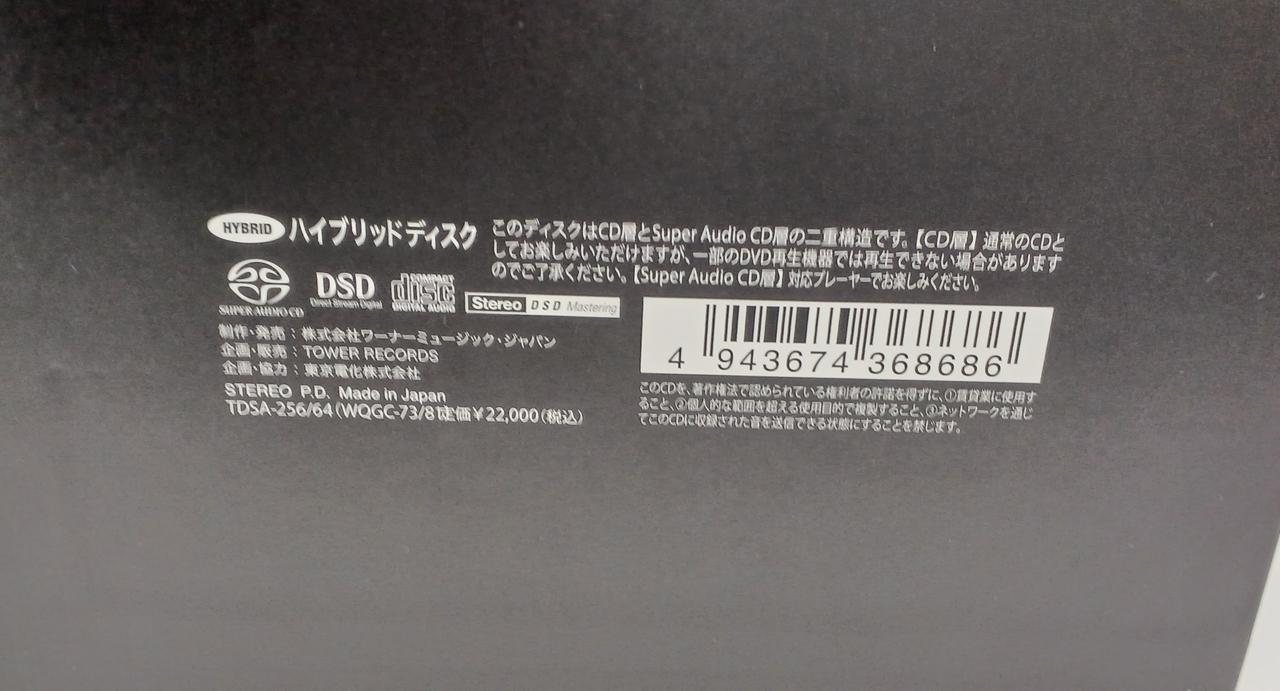 HYBRID ハイブリッドディスク
このディスクはCD層とSuper Audio CD層の二重構造です。【CD層】通常のCDと
してお楽しみいただけますが、一部のDVD再生機器では再生できない場合があります
のでご了承ください。【Super Audio CD層】対応プレーヤーでお楽しみください。
SUPER AUDIO CD
DSD
Direct Stream Digital
COMPACT
disc
DIGITAL AUDIO
Stereo DSD Mastering
制作・発売：株式会社ワーナーミュージック・ジャパン
企画・販売：TOWER RECORDS
企画・協力：東京電化株式会社
STEREO P.D. Made in Japan
TDSA-256/64 (WQGC-73/81 定価¥22,000(税込)
4 943674 368686
このCDを、著作権法で認められている権利者の許諾を得ずに、①賃貸業に使用す
ること、②個人的な範囲を超える使用目的で複製すること、③ネットワークを通じ
てこのCDに収録された音を送信できる状態にすることを禁じます。